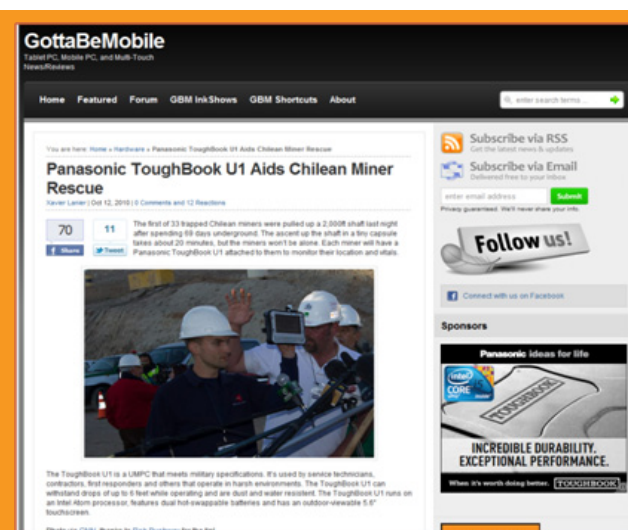 GottaBeMobile
Tablet PC, Mobile PC, and Multi-Touch
News/Reviews
Home Featured Forum GBM InkShows GBM Shortcuts About
enter search terms ...
You are here: Home » Hardware » Panasonic ToughBook U1 Aids Chilean Miner Rescue
Panasonic ToughBook U1 Aids Chilean Miner
Rescue
Xavier Lanier | Oct 12, 2010 | 0 Comments and 12 Reactions
70
Share
11
Tweet
The first of 33 trapped Chilean miners were pulled up a 2,000ft shaft last night
after spending 69 days underground. The ascent up the shaft in a tiny capsule
takes about 20 minutes, but the miners won't be alone. Each miner will have a
Panasonic ToughBook U1 attached to them to monitor their location and vitals.
The ToughBook U1 is a UMPC that meets military specifications. It's used by service technicians,
contractors, first responders and others that operate in harsh environments. The ToughBook U1 can
withstand drops of up to 6 feet while operating and are dust and water resistent. The ToughBook U1 runs on
an Intel Atom processor, features dual hot-swappable batteries and has an outdoor-viewable 5.6"
touchscreen.
Subscribe via RSS
Get the latest news & updates
Subscribe via Email
Delivered free to your inbox
enter email address
Submit
Privacy guaranteed. We'll never share your info.
Follow us!
Connect with us on Facebook
Sponsors
Panasonic ideas for life
intel
CORE i5
TOUGHBOOK
INCREDIBLE DURABILITY.
EXCEPTIONAL PERFORMANCE.
When it's worth doing better. TOUGHBOOK